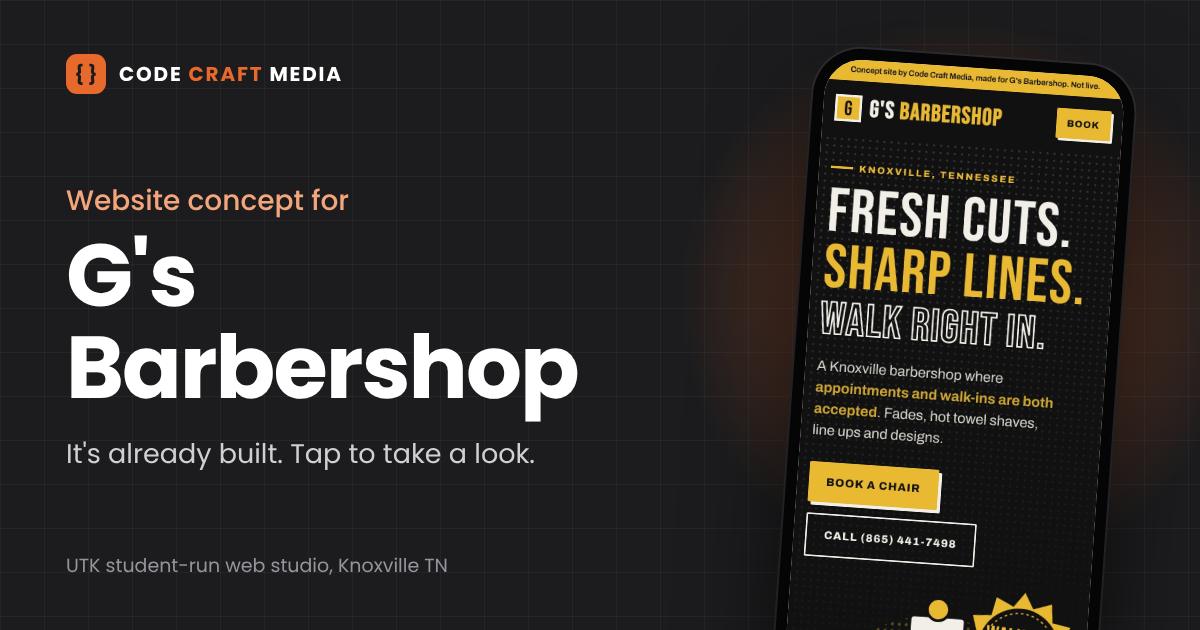 { } CODE CRAFT MEDIA
Website concept for
G's
Barbershop
It's already built. Tap to take a look.
UTK student-run web studio, Knoxville TN
Concept site by Code Craft Media, made for G's Barbershop. Not live.
G G'S BARBERSHOP
BOOK
KNOXVILLE, TENNESSEE
FRESH CUTS.
SHARP LINES.
WALK RIGHT IN.
A Knoxville barbershop where
appointments and walk-ins are both
accepted. Fades, hot towel shaves,
line ups and designs.
BOOK A CHAIR
CALL (865) 441-7498